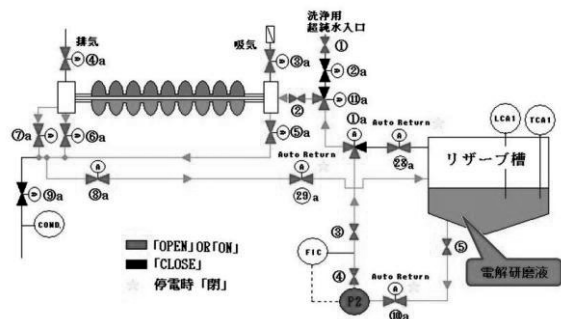 洗浄用
超純水入口
排気
吸気
①
④a
③a
②a
②
⑪a
⑦a
⑥a
⑤a
①a
Auto Return
28a
LCA1
TCA1
リザーブ槽
Auto Return
⑧a
29a
⑨a
COND.
③
FIC
④
⑤
Auto Return
P2
⑩a
電解研磨液
「OPEN」OR「ON」
「CLOSE」
停電時「閉」